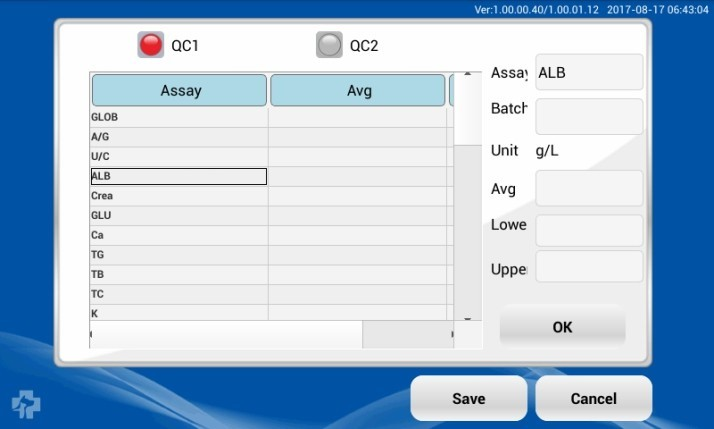 Ver:1.00.00.40/1.00.01.12 2017-08-17 06:43:04
QC1 QC2
Assay Avg
GLOB
A/G
U/C
ALB
Crea
GLU
Ca
TG
TB
TC
K
Assay ALB
Batch
Unit g/L
Avg
Lowe
Uppe
OK
Save Cancel